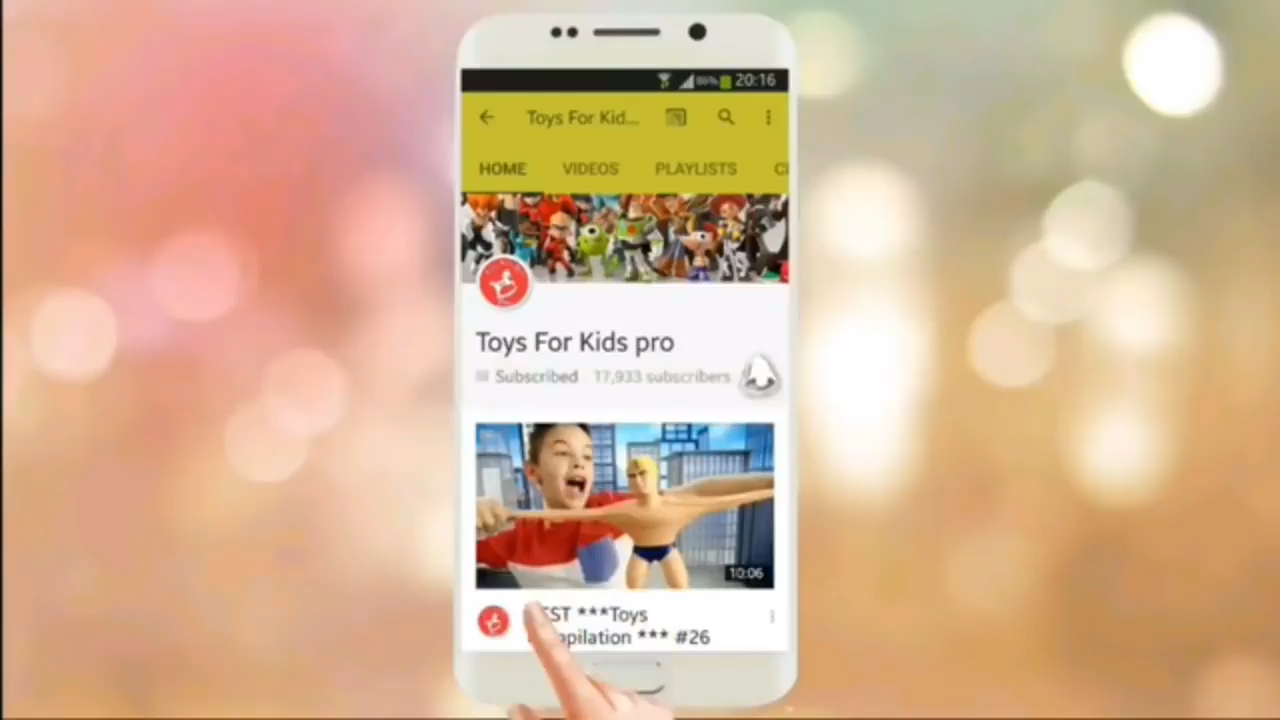 86% 20:16
Toys For Kid...
HOME VIDEOS PLAYLISTS
Toys For Kids pro
Subscribed 17,933 subscribers
10:06
***Toys
*** #26